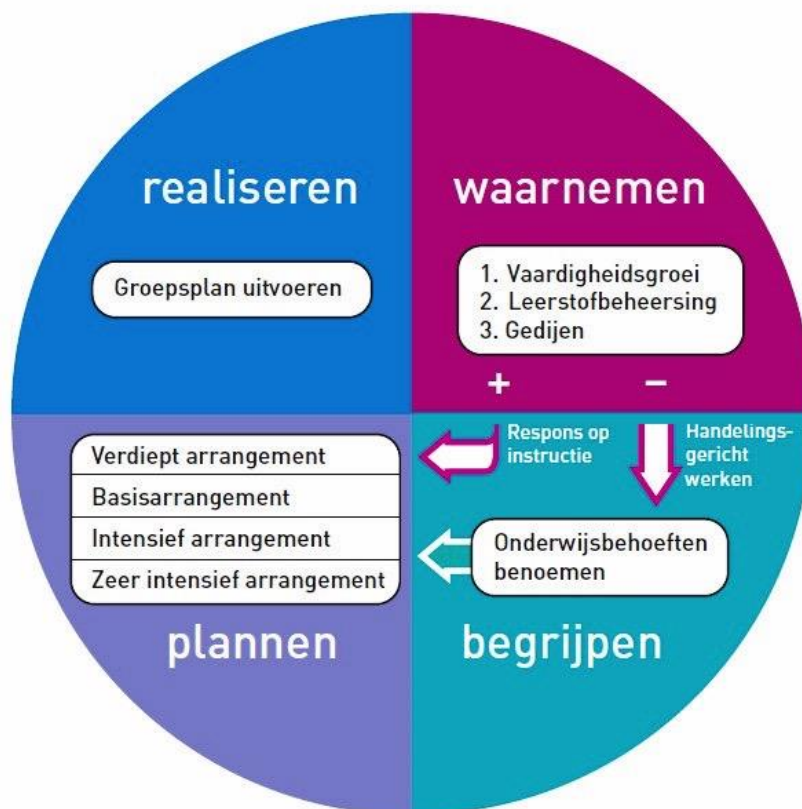 realiseren
Groepsplan uitvoeren
waarnemen
1. Vaardigheidsgroei
2. Leerstofbeheersing
3. Gedijen
+
–
Verdiept arrangement
Basisarrangement
Intensief arrangement
Zeer intensief arrangement
plannen
Respons op
instructie
Handelings-
gericht
werken
Onderwijsbehoeften
benoemen
begrijpen